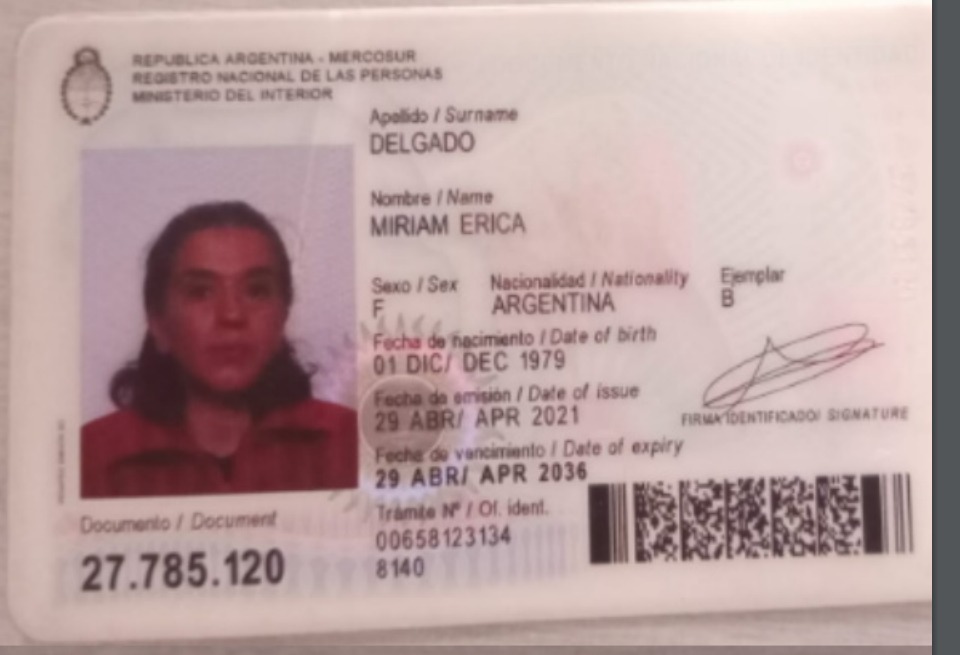 REPUBLICA ARGENTINA - MERCOSUR
REGISTRO NACIONAL DE LAS PERSONAS
MINISTERIO DEL INTERIOR
Apellido / Surname
DELGADO
Nombre / Name
MIRIAM ERICA
Sexo / Sex Nacionalidad / Nationality Ejemplar
F ARGENTINA B
Fecha de nacimiento / Date of birth
01 DIC/ DEC 1979
Fecha de emisión / Date of issue
29 ABR/ APR 2021
FIRMA IDENTIFICADO/ SIGNATURE
Fecha de vencimiento / Date of expiry
29 ABR/ APR 2036
Trámite Nº / Of. ident.
00658123134
8140
Documento / Document
27.785.120